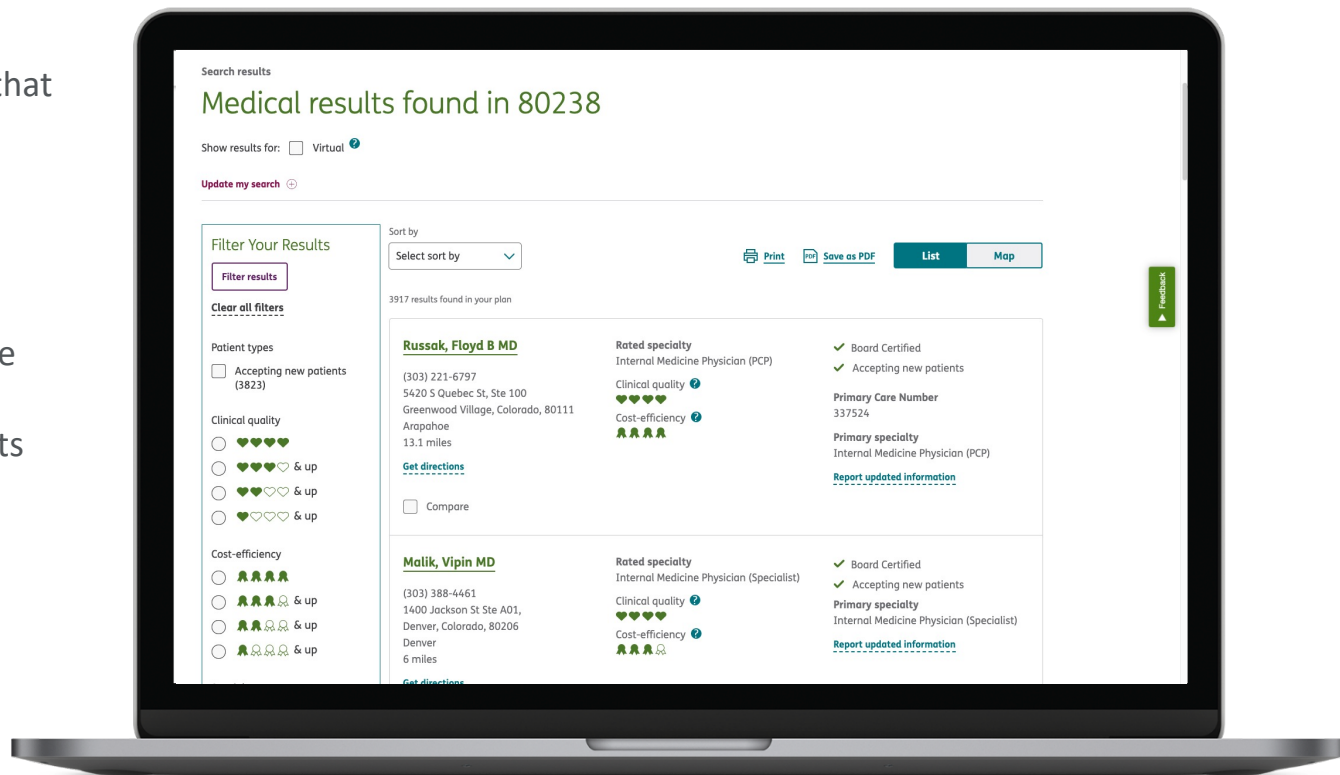 that
e
ts
Search results
Medical results found in 80238
Show results for: Virtual ?
Update my search
Filter Your Results
Filter results
Clear all filters
Patient types
Accepting new patients
(3823)
Clinical quality
& up
& up
& up
Cost-efficiency
& up
& up
& up
Sort by
Select sort by
Print PDF Save as PDF List Map
3917 results found in your plan
Russak, Floyd B MD
(303) 221-6797
5420 S Quebec St, Ste 100
Greenwood Village, Colorado, 80111
Arapahoe
13.1 miles
Get directions
Compare
Rated specialty
Internal Medicine Physician (PCP)
Clinical quality ?
Cost-efficiency ?
Board Certified
Accepting new patients
Primary Care Number
337524
Primary specialty
Internal Medicine Physician (PCP)
Report updated information
Malik, Vipin MD
(303) 388-4461
1400 Jackson St Ste A01,
Denver, Colorado, 80206
Denver
6 miles
Get directions
Rated specialty
Internal Medicine Physician (Specialist)
Clinical quality ?
Cost-efficiency ?
Board Certified
Accepting new patients
Primary specialty
Internal Medicine Physician (Specialist)
Report updated information
Feedback